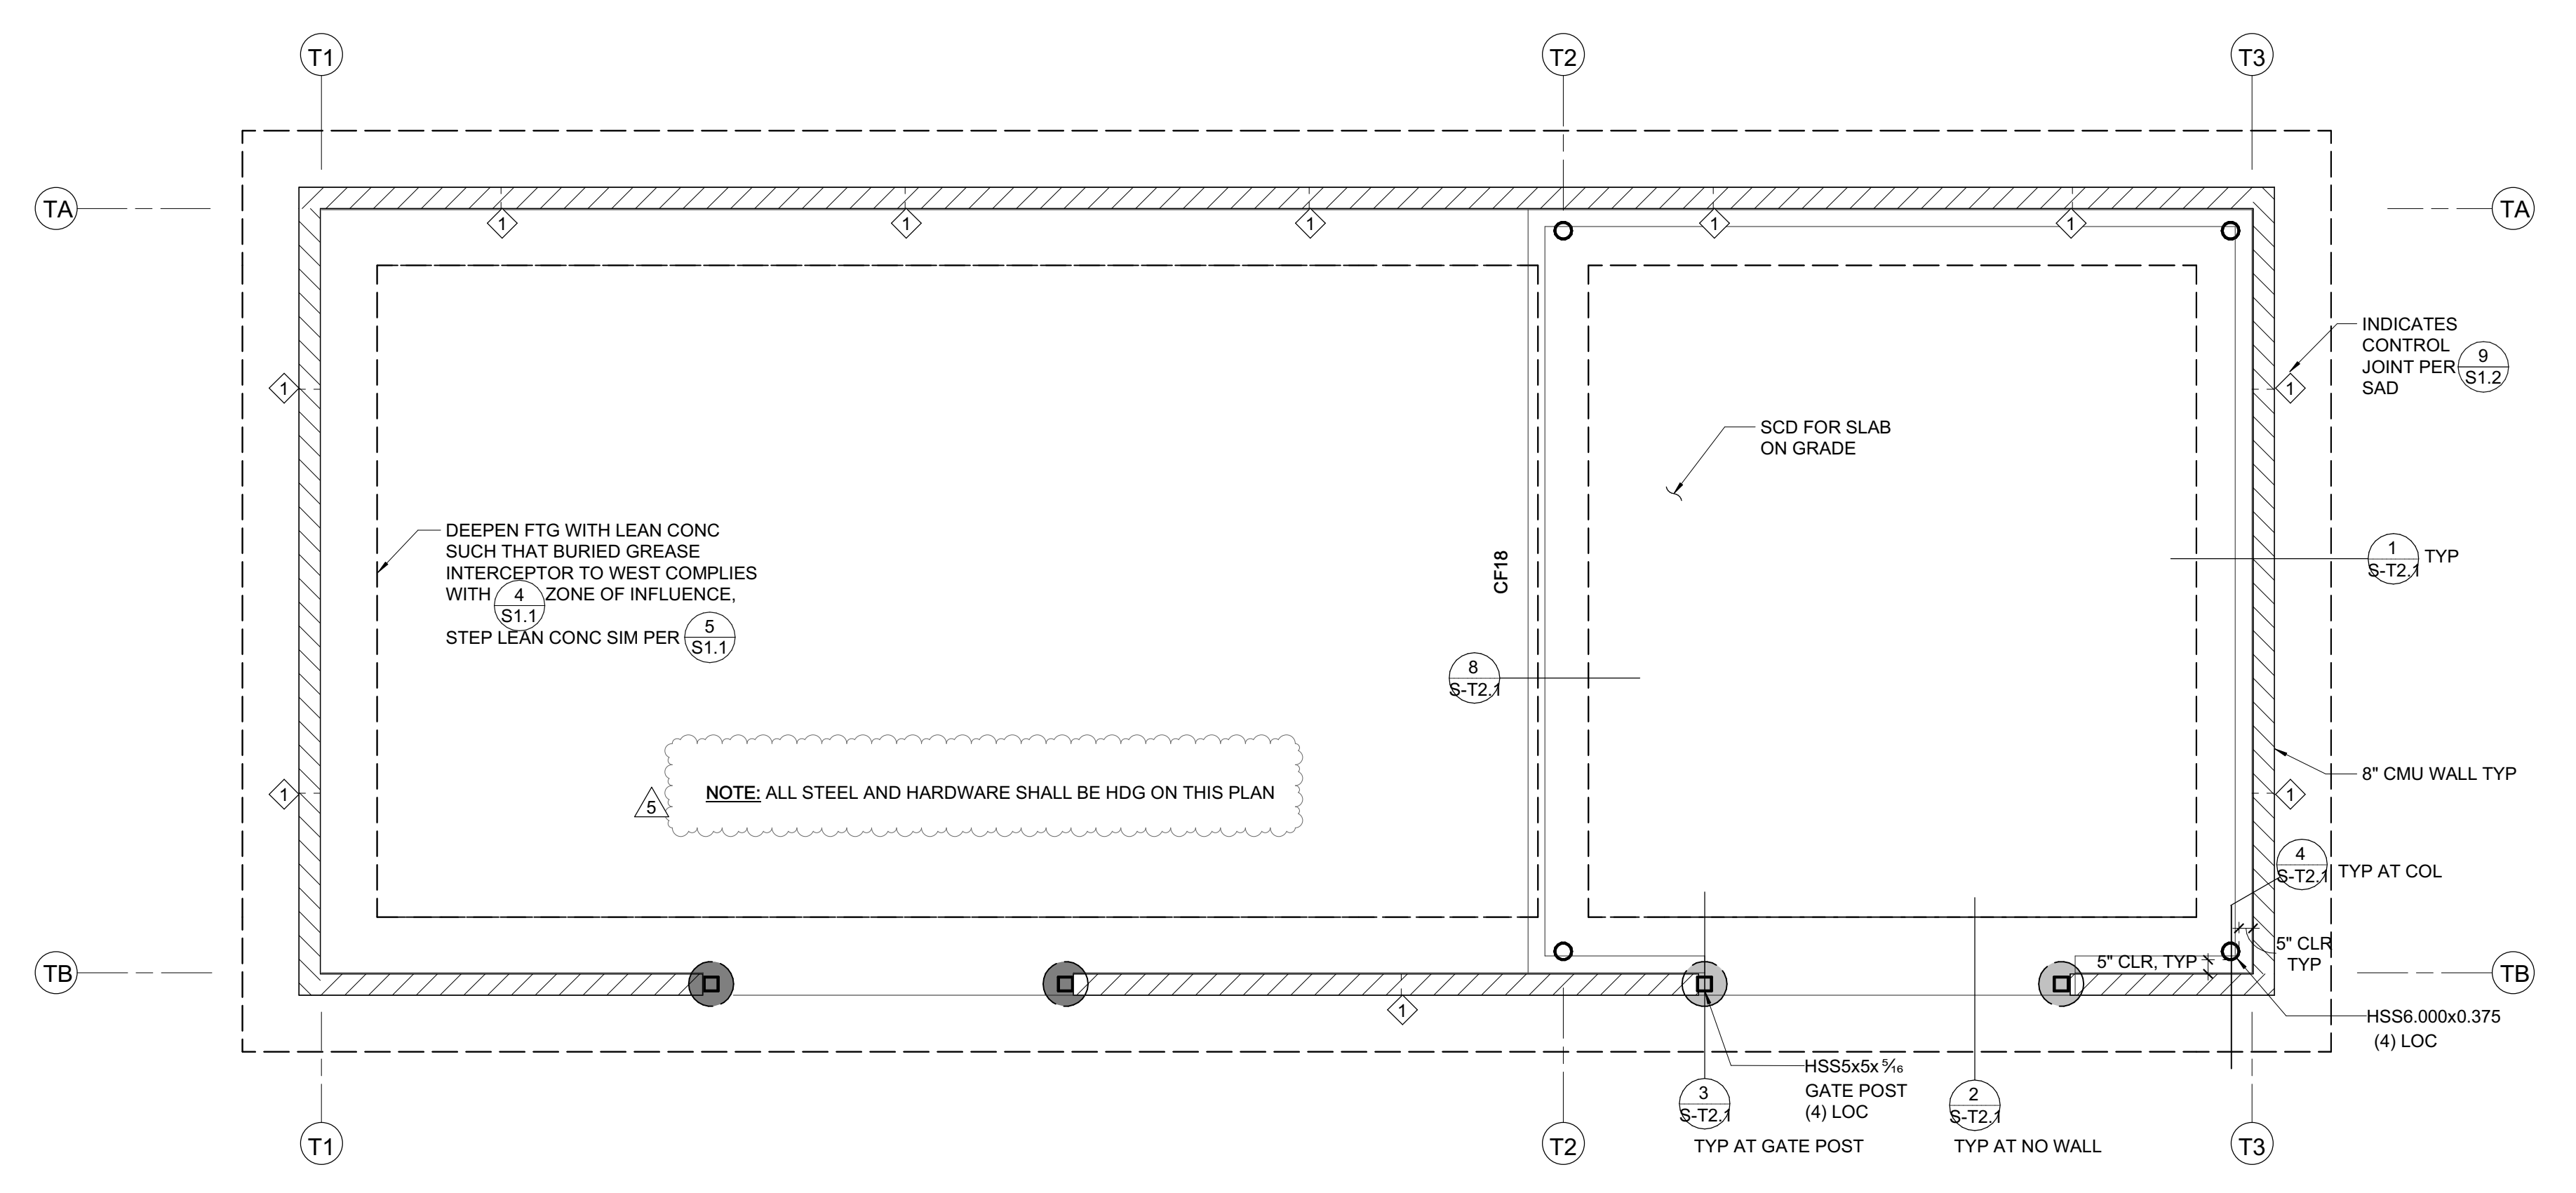 T1
T2
T3
TA
TA
1
1
1
1
1
INDICATES
CONTROL
JOINT PER
SAD
9
S1.2
1
1
SCD FOR SLAB
ON GRADE
DEEPEN FTG WITH LEAN CONC
SUCH THAT BURIED GREASE
INTERCEPTOR TO WEST COMPLIES
WITH 4 ZONE OF INFLUENCE,
S1.1
STEP LEAN CONC SIM PER 5
S1.1
CF18
1
S-T2.1
TYP
8
S-T2.1
NOTE: ALL STEEL AND HARDWARE SHALL BE HDG ON THIS PLAN
5
8" CMU WALL TYP
1
1
4
S-T2.1
TYP AT COL
5" CLR
TYP
5" CLR, TYP
TB
TB
1
HSS6.000x0.375
(4) LOC
HSS5x5x5⁄16
GATE POST
(4) LOC
3
S-T2.1
TYP AT GATE POST
2
S-T2.1
TYP AT NO WALL
T1
T2
T3